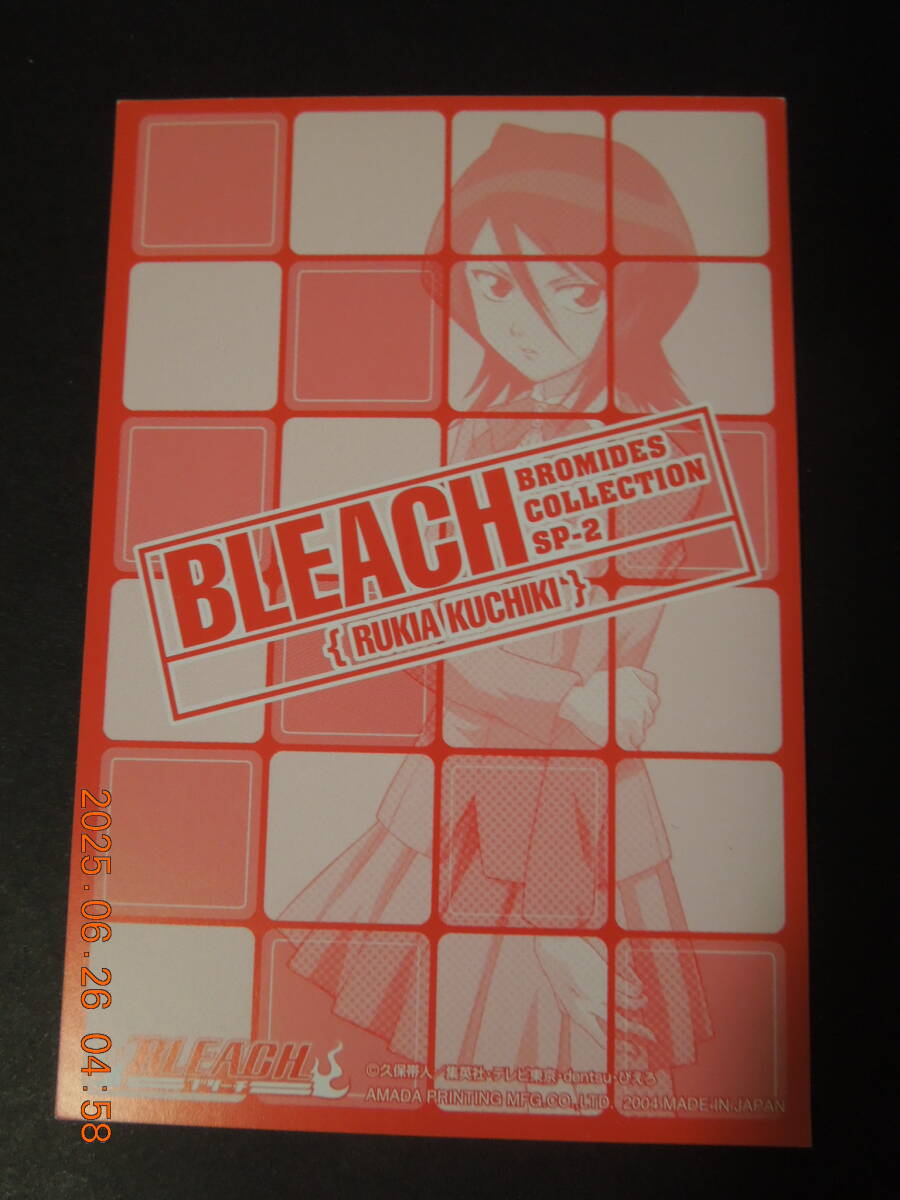 BLEACH
BROMIDES
COLLECTION
SP-2
{ RUKIA KUCHIKI }
2025.06.26 04:58
BLEACH
ブリーチ
©久保帯人/集英社・テレビ東京・dentsu・ぴえろ
AMADA PRINTING MFG.CO.,LTD. 2004 MADE IN JAPAN